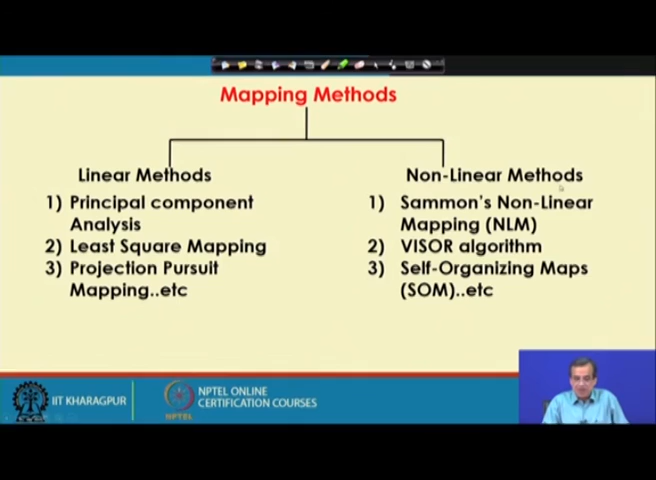 Mapping Methods
Linear Methods
1) Principal component
Analysis
2) Least Square Mapping
3) Projection Pursuit
Mapping..etc
Non-Linear Methods
1) Sammon's Non-Linear
Mapping (NLM)
2) VISOR algorithm
3) Self-Organizing Maps
(SOM)..etc
IIT KHARAGPUR
NPTEL
NPTEL ONLINE
CERTIFICATION COURSES